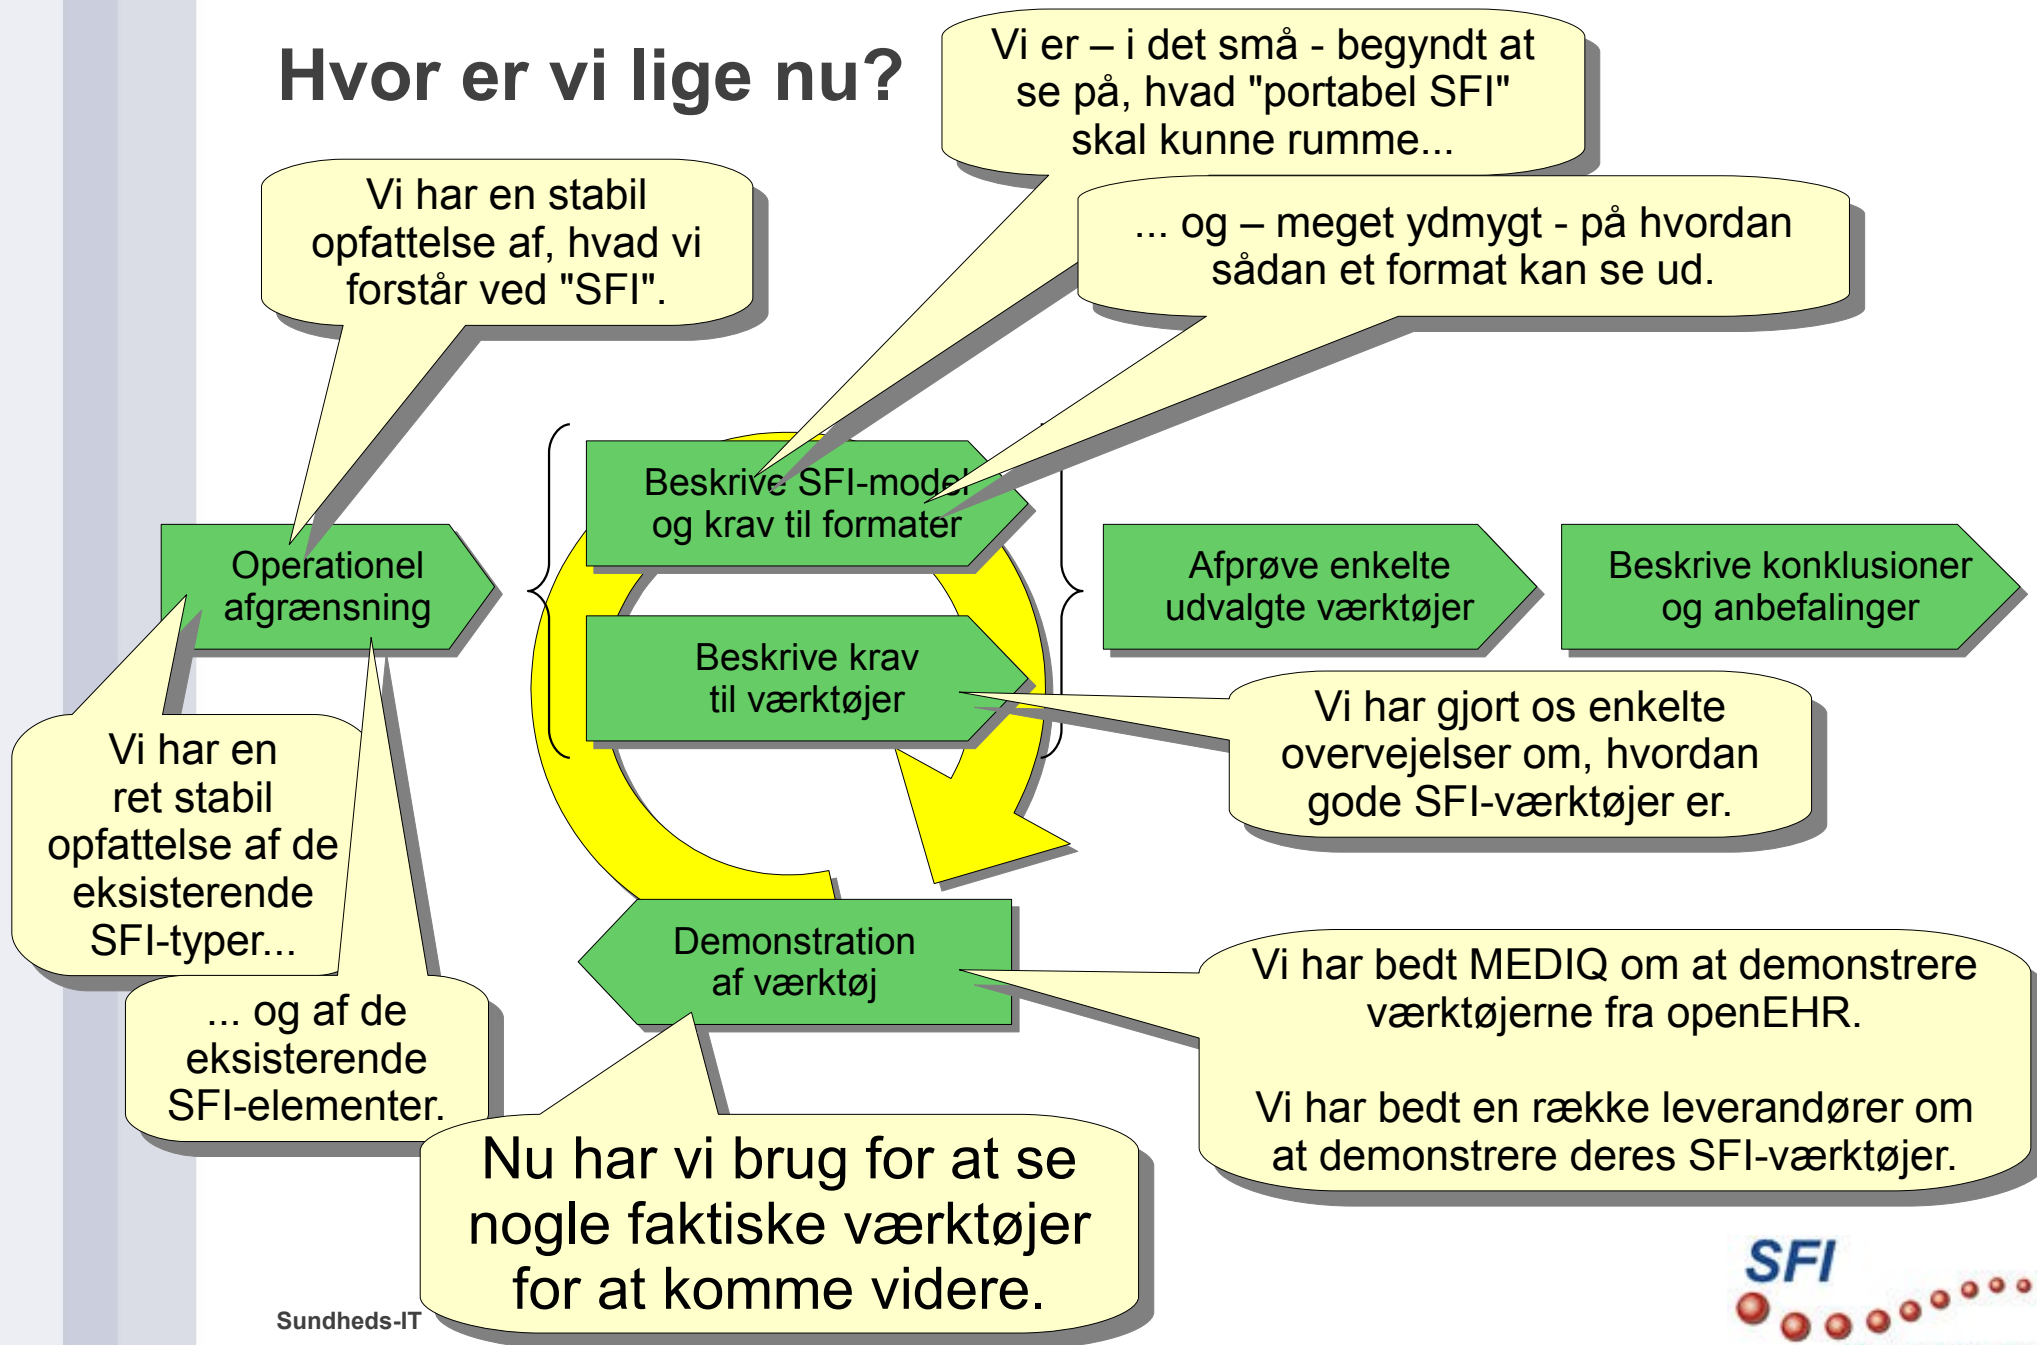 Hvor er vi lige nu?
Vi er – i det små - begyndt at
se på, hvad "portabel SFI"
skal kunne rumme...
Vi har en stabil
opfattelse af, hvad vi
forstår ved "SFI".
... og – meget ydmygt - på hvordan
sådan et format kan se ud.
Beskrive SFI-model
og krav til formater
Operationel
afgrænsning
Afprøve enkelte
udvalgte værktøjer
Beskrive konklusioner
og anbefalinger
Beskrive krav
til værktøjer
Vi har gjort os enkelte
overvejelser om, hvordan
gode SFI-værktøjer er.
Vi har en
ret stabil
opfattelse af de
eksisterende
SFI-typer...
... og af de
eksisterende
SFI-elementer.
Demonstration
af værktøj
Vi har bedt MEDIQ om at demonstrere
værktøjerne fra openEHR.
Vi har bedt en række leverandører om
at demonstrere deres SFI-værktøjer.
Nu har vi brug for at se
nogle faktiske værktøjer
for at komme videre.
Sundheds-IT
SFI